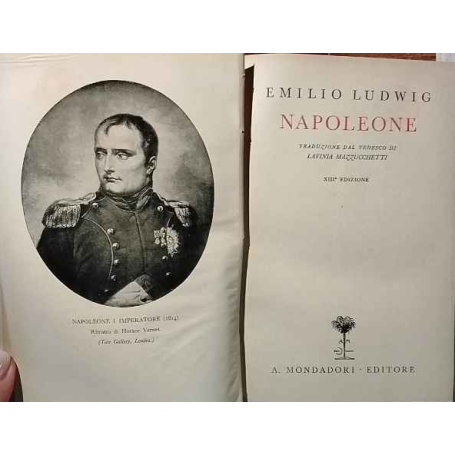 NAPOLEONE I IMPERATORE (1814)
Ritratto di Horace Vernet
(Tate Gallery, Londra.)
EMILIO LUDWIG
NAPOLEONE
TRADUZIONE DAL TEDESCO DI
LAVINIA MAZZUCCHETTI
XIIIª EDIZIONE
A. MONDADORI · EDITORE